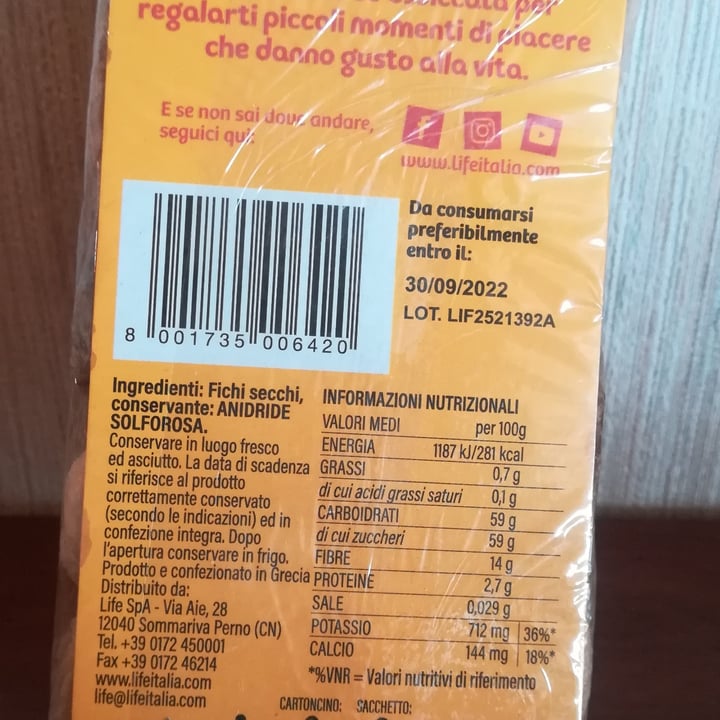 per
regalarti piccoli momenti di piacere
che danno gusto alla vita.
E se non sai dove andare,
seguici qui:
www.lifeitalia.com
Da consumarsi
preferibilmente
entro il:
30/09/2022
LOT. LIF2521392A
8 001735 006420
Ingredienti: Fichi secchi,
conservante: ANIDRIDE
SOLFOROSA.
Conservare in luogo fresco
ed asciutto. La data di scadenza
si riferisce al prodotto
correttamente conservato
(secondo le indicazioni) ed in
confezione integra. Dopo
l'apertura conservare in frigo.
Prodotto e confezionato in Grecia
Distribuito da:
Life SpA - Via Aie, 28
12040 Sommariva Perno (CN)
Tel. +39 0172 450001
Fax +39 0172 46214
www.lifeitalia.com
life@lifeitalia.com
INFORMAZIONI NUTRIZIONALI
VALORI MEDI per 100g
ENERGIA 1187 kJ/281 kcal
GRASSI 0,7 g
di cui acidi grassi saturi 0,1 g
CARBOIDRATI 59 g
di cui zuccheri 59 g
FIBRE 14 g
PROTEINE 2,7 g
SALE 0,029 g
POTASSIO 712 mg 36%*
CALCIO 144 mg 18%*
*%VNR = Valori nutritivi di riferimento
CARTONCINO: SACCHETTO: